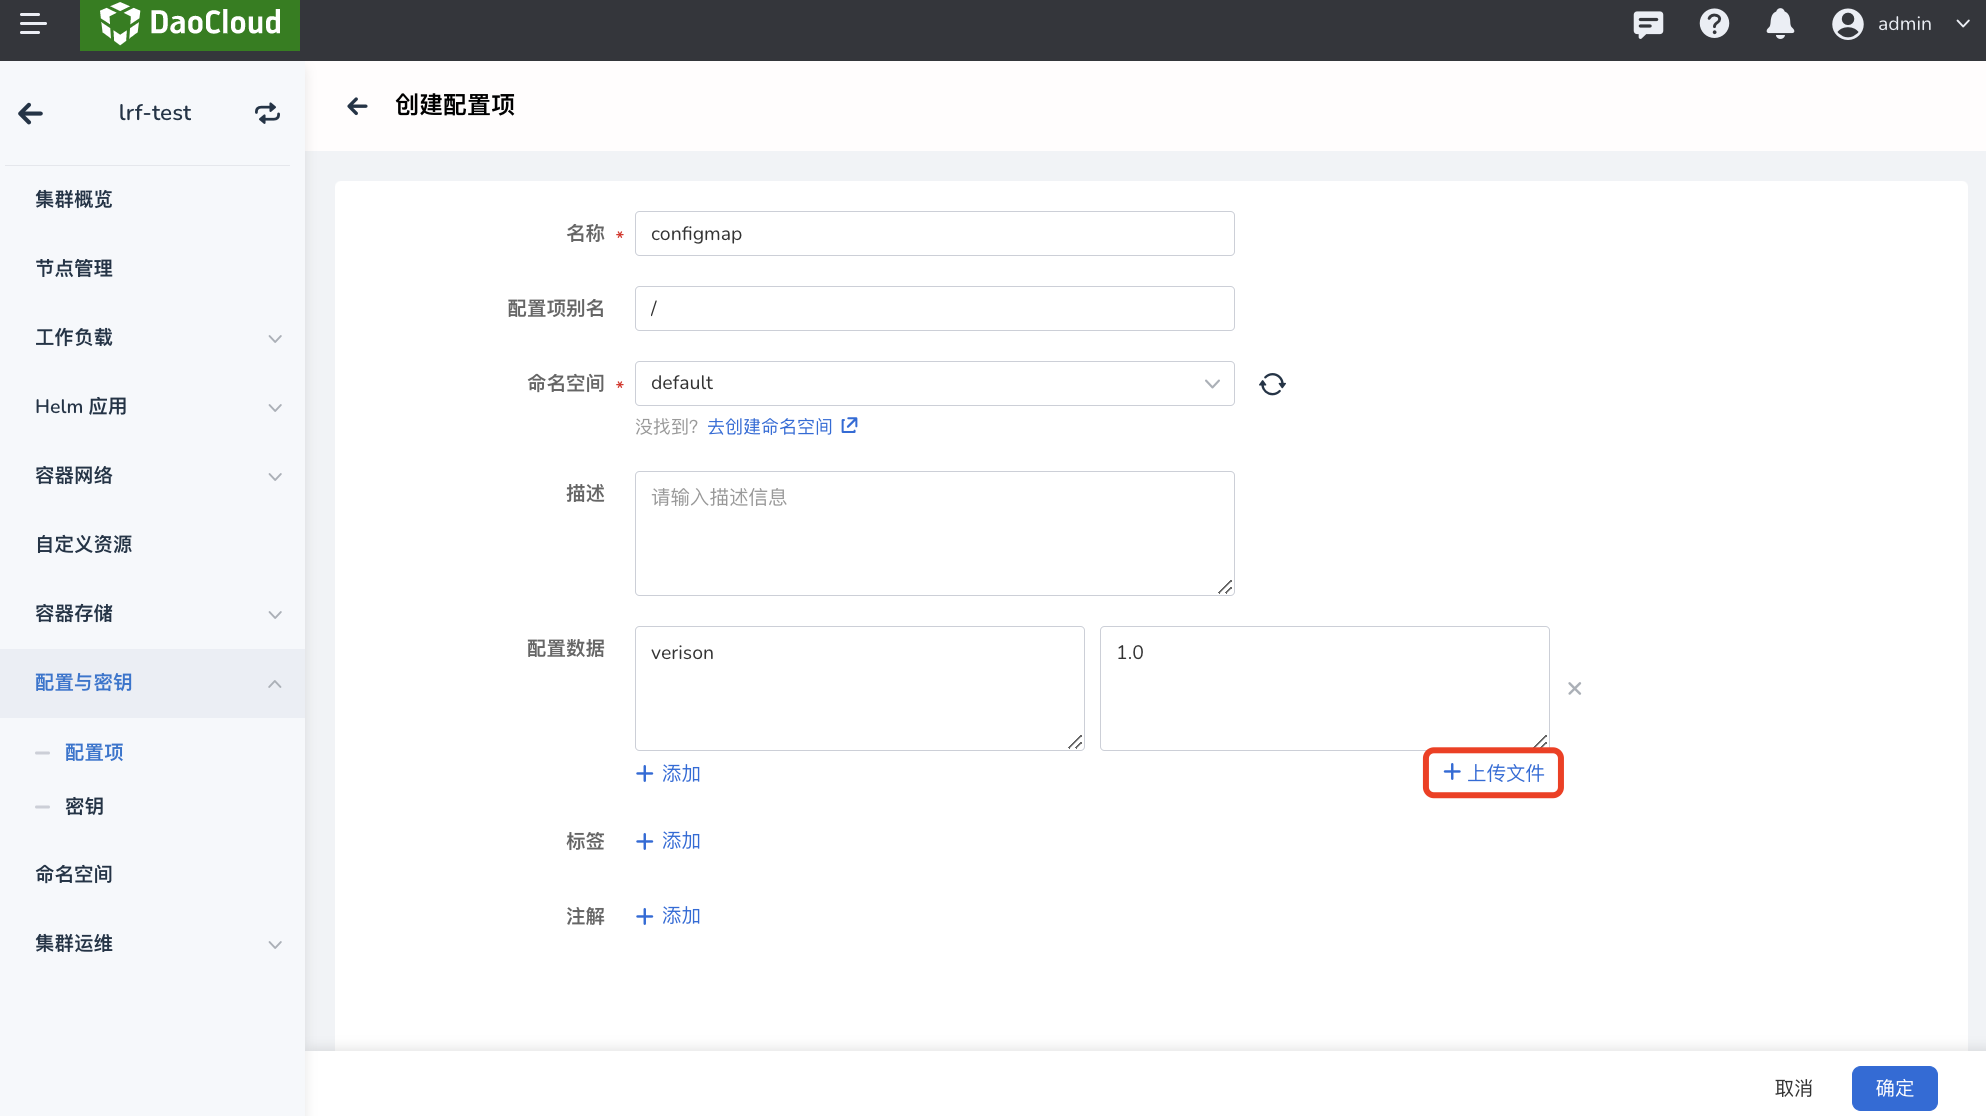 DaoCloud
admin
lrf-test
集群概览
节点管理
工作负载
Helm 应用
容器网络
自定义资源
容器存储
配置与密钥
配置项
密钥
命名空间
集群运维
创建配置项
名称 *
configmap
配置项别名
/
命名空间 *
default
没找到? 去创建命名空间
描述
请输入描述信息
配置数据
verison
1.0
+ 添加
+ 上传文件
标签
+ 添加
注解
+ 添加
取消
确定